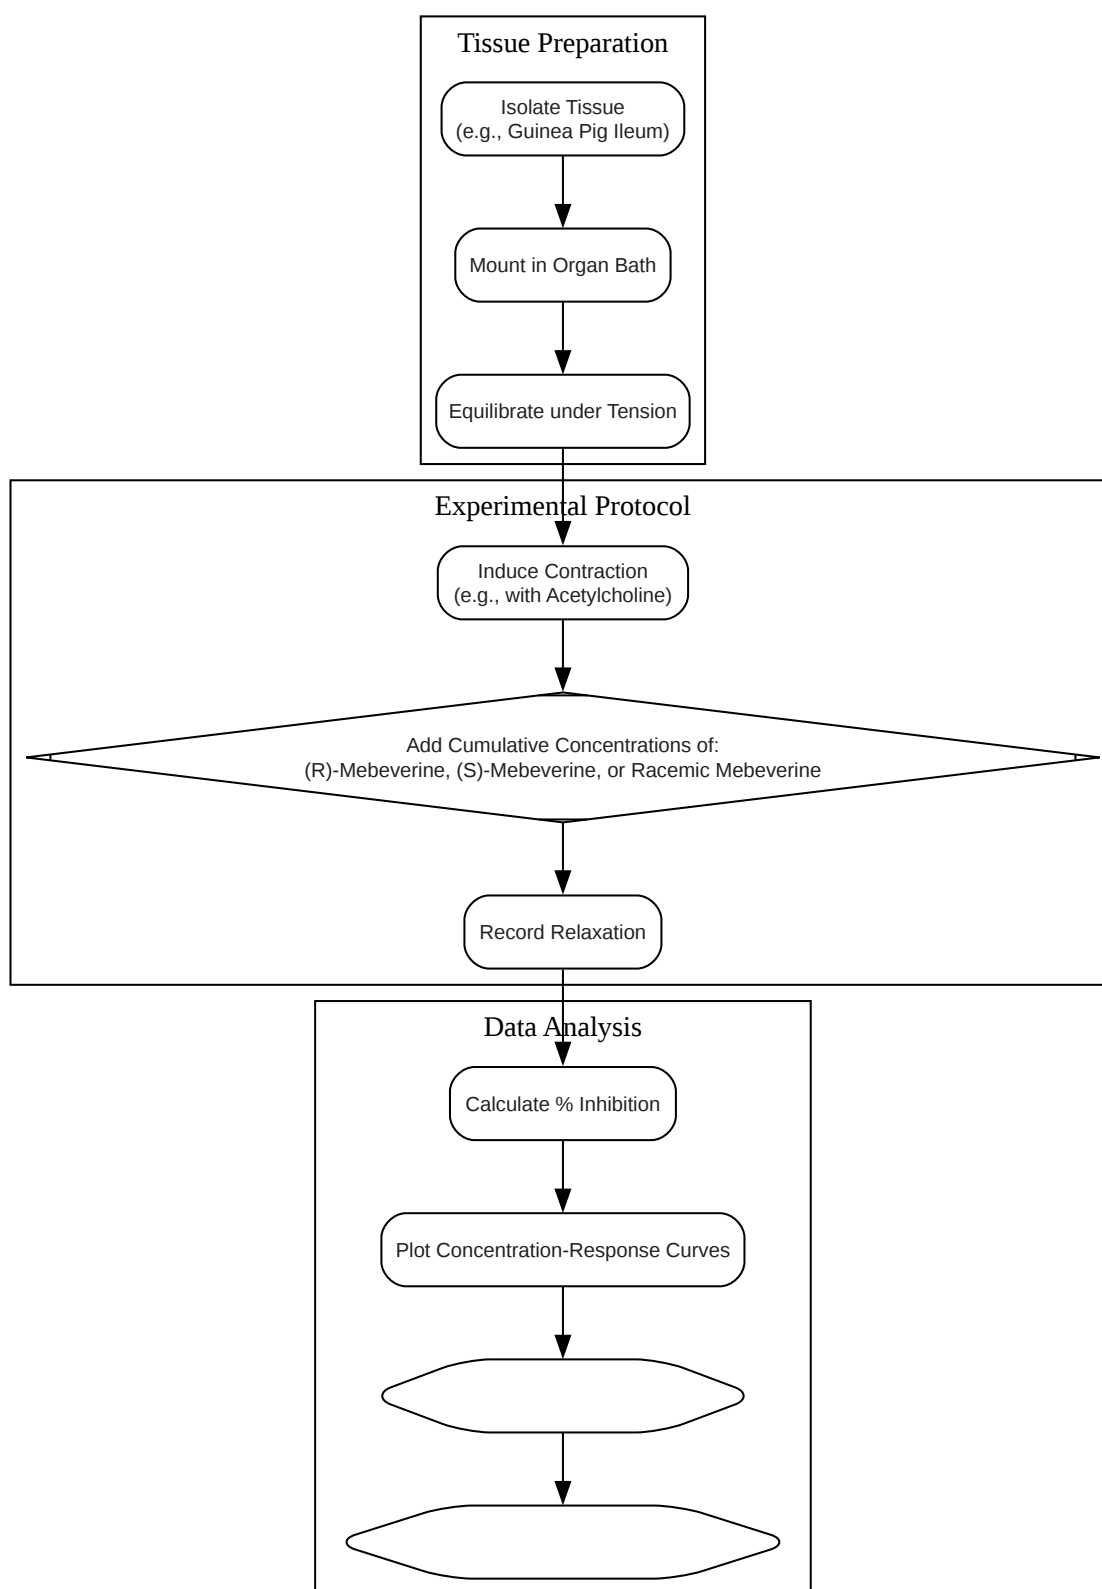 Tissue Preparation
Isolate Tissue
(e.g., Guinea Pig Ileum)
Mount in Organ Bath
Equilibrate under Tension
Experimental Protocol
Induce Contraction
(e.g., with Acetylcholine)
Add Cumulative Concentrations of:
(R)-Mebeverine, (S)-Mebeverine, or Racemic Mebeverine
Record Relaxation
Data Analysis
Calculate % Inhibition
Plot Concentration-Response Curves